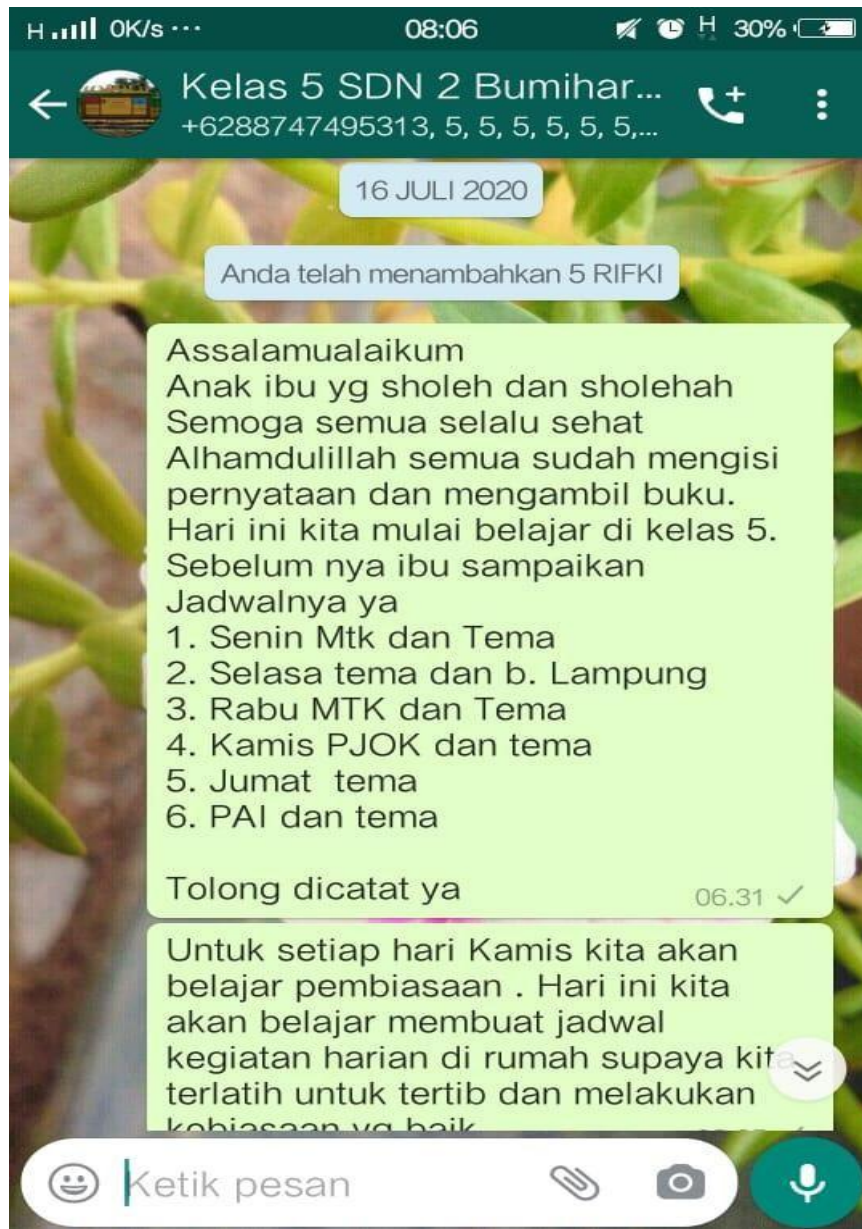 H 0K/s ... 08:06 H 30%
Kelas 5 SDN 2 Bumihar...
+6288747495313, 5, 5, 5, 5, 5, 5,...
16 JULI 2020
Anda telah menambahkan 5 RIFKI
Assalamualaikum
Anak ibu yg sholeh dan sholehah
Semoga semua selalu sehat
Alhamdulillah semua sudah mengisi
pernyataan dan mengambil buku.
Hari ini kita mulai belajar di kelas 5.
Sebelum nya ibu sampaikan
Jadwalnya ya
1. Senin Mtk dan Tema
2. Selasa tema dan b. Lampung
3. Rabu MTK dan Tema
4. Kamis PJOK dan tema
5. Jumat  tema
6. PAI dan tema
Tolong dicatat ya 06.31
Untuk setiap hari Kamis kita akan
belajar pembiasaan . Hari ini kita
akan belajar membuat jadwal
kegiatan harian di rumah supaya kita
terlatih untuk tertib dan melakukan
kebiasaan yg baik
Ketik pesan